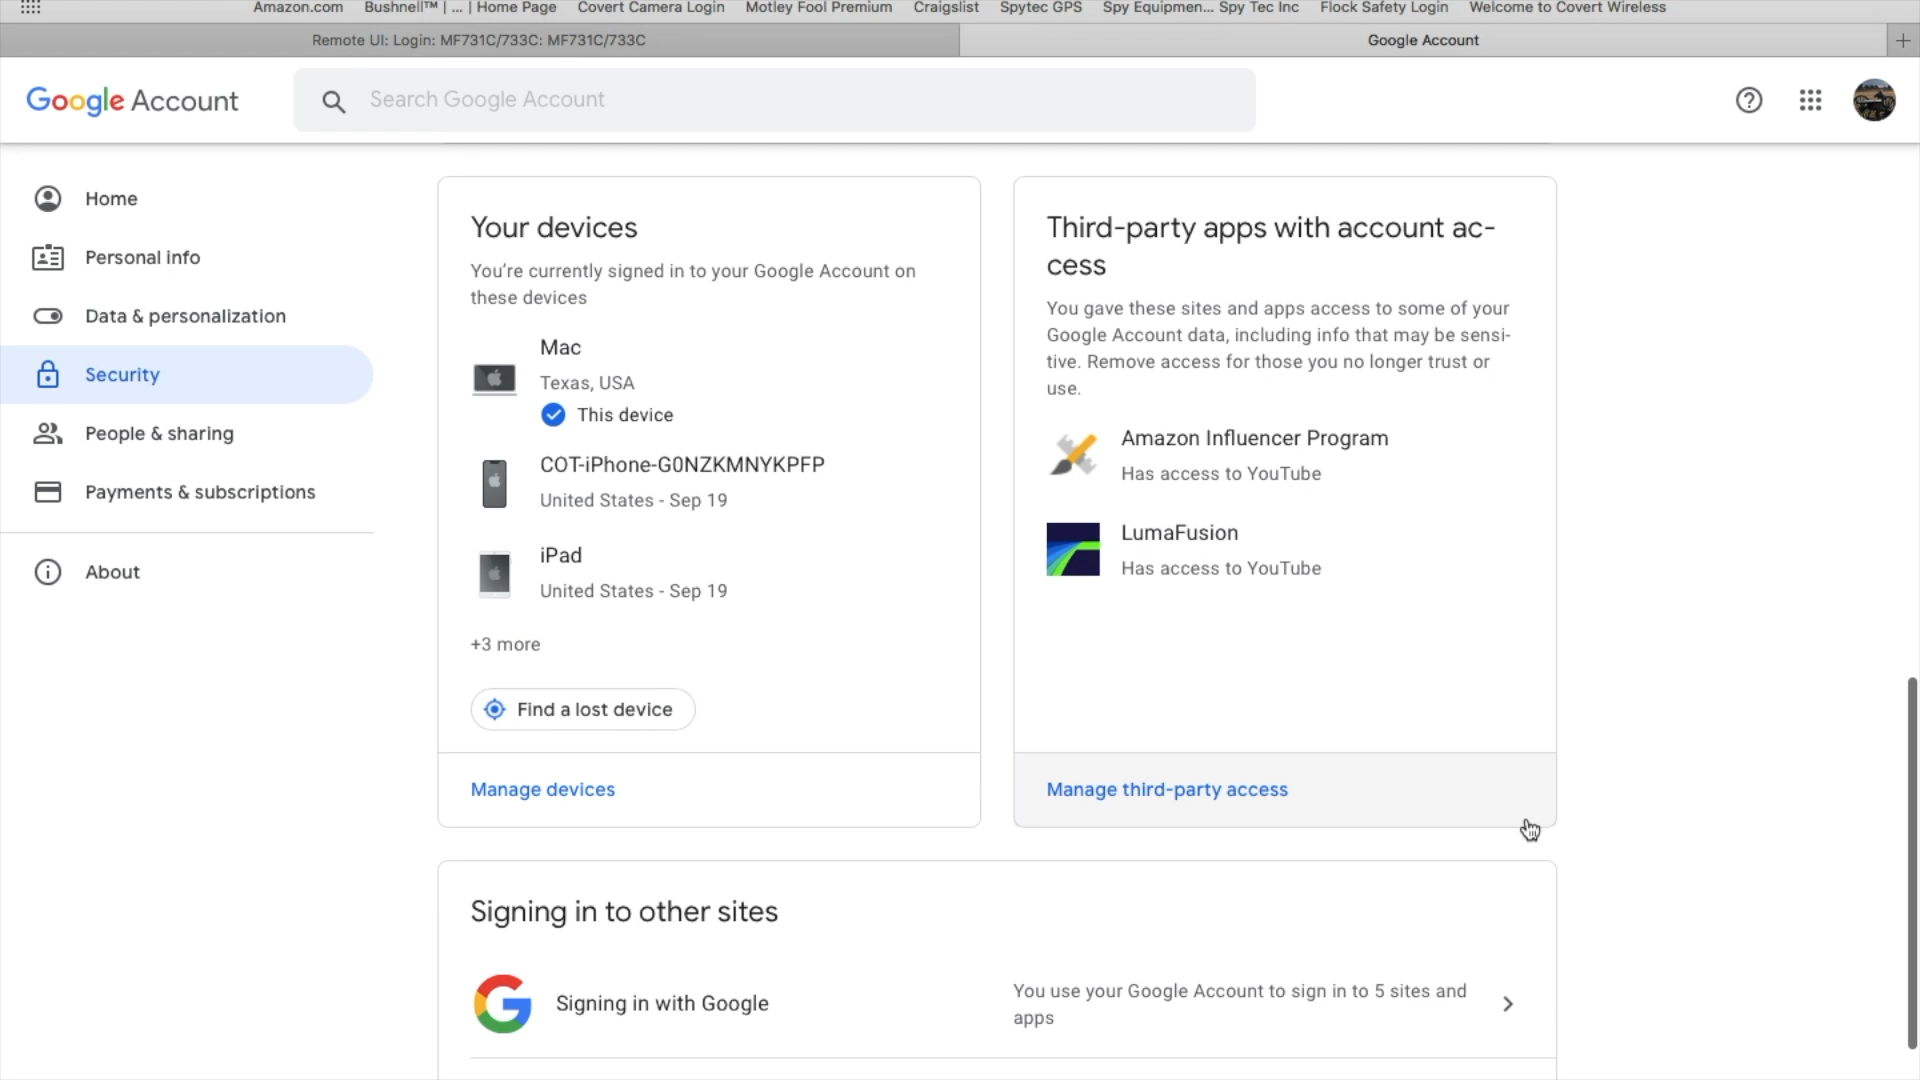 Amazon.com Bushnell™ | ... | Home Page Covert Camera Login Motley Fool Premium Craigslist Spytec GPS Spy Equipmen... Spy Tec Inc Flock Safety Login Welcome to Covert Wireless
Remote UI: Login: MF731C/733C: MF731C/733C
Google Account
Google Account
Search Google Account
Home
Personal info
Data & personalization
Security
People & sharing
Payments & subscriptions
About
Your devices
You're currently signed in to your Google Account on
these devices
Mac
Texas, USA
This device
COT-iPhone-G0NZKMNYKPFP
United States - Sep 19
iPad
United States - Sep 19
+3 more
Find a lost device
Manage devices
Third-party apps with account ac-
cess
You gave these sites and apps access to some of your
Google Account data, including info that may be sensi-
tive. Remove access for those you no longer trust or
use.
Amazon Influencer Program
Has access to YouTube
LumaFusion
Has access to YouTube
Manage third-party access
Signing in to other sites
Signing in with Google
You use your Google Account to sign in to 5 sites and
apps